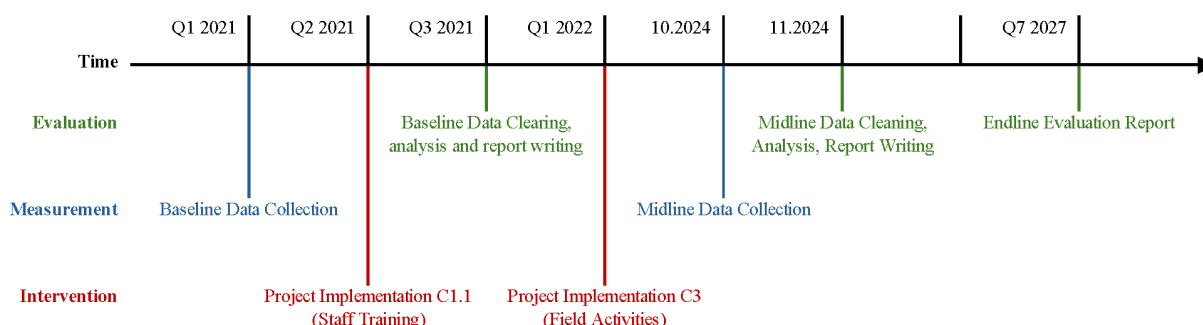 Q1 2021
Q2 2021
Q3 2021
Q1 2022
10.2024
11.2024
Q7 2027
Time
Evaluation
Baseline Data Clearing,
analysis and report writing
Midline Data Cleaning,
Analysis, Report Writing
Endline Evaluation Report
Measurement
Baseline Data Collection
Midline Data Collection
Intervention
Project Implementation C1.1
(Staff Training)
Project Implementation C3
(Field Activities)